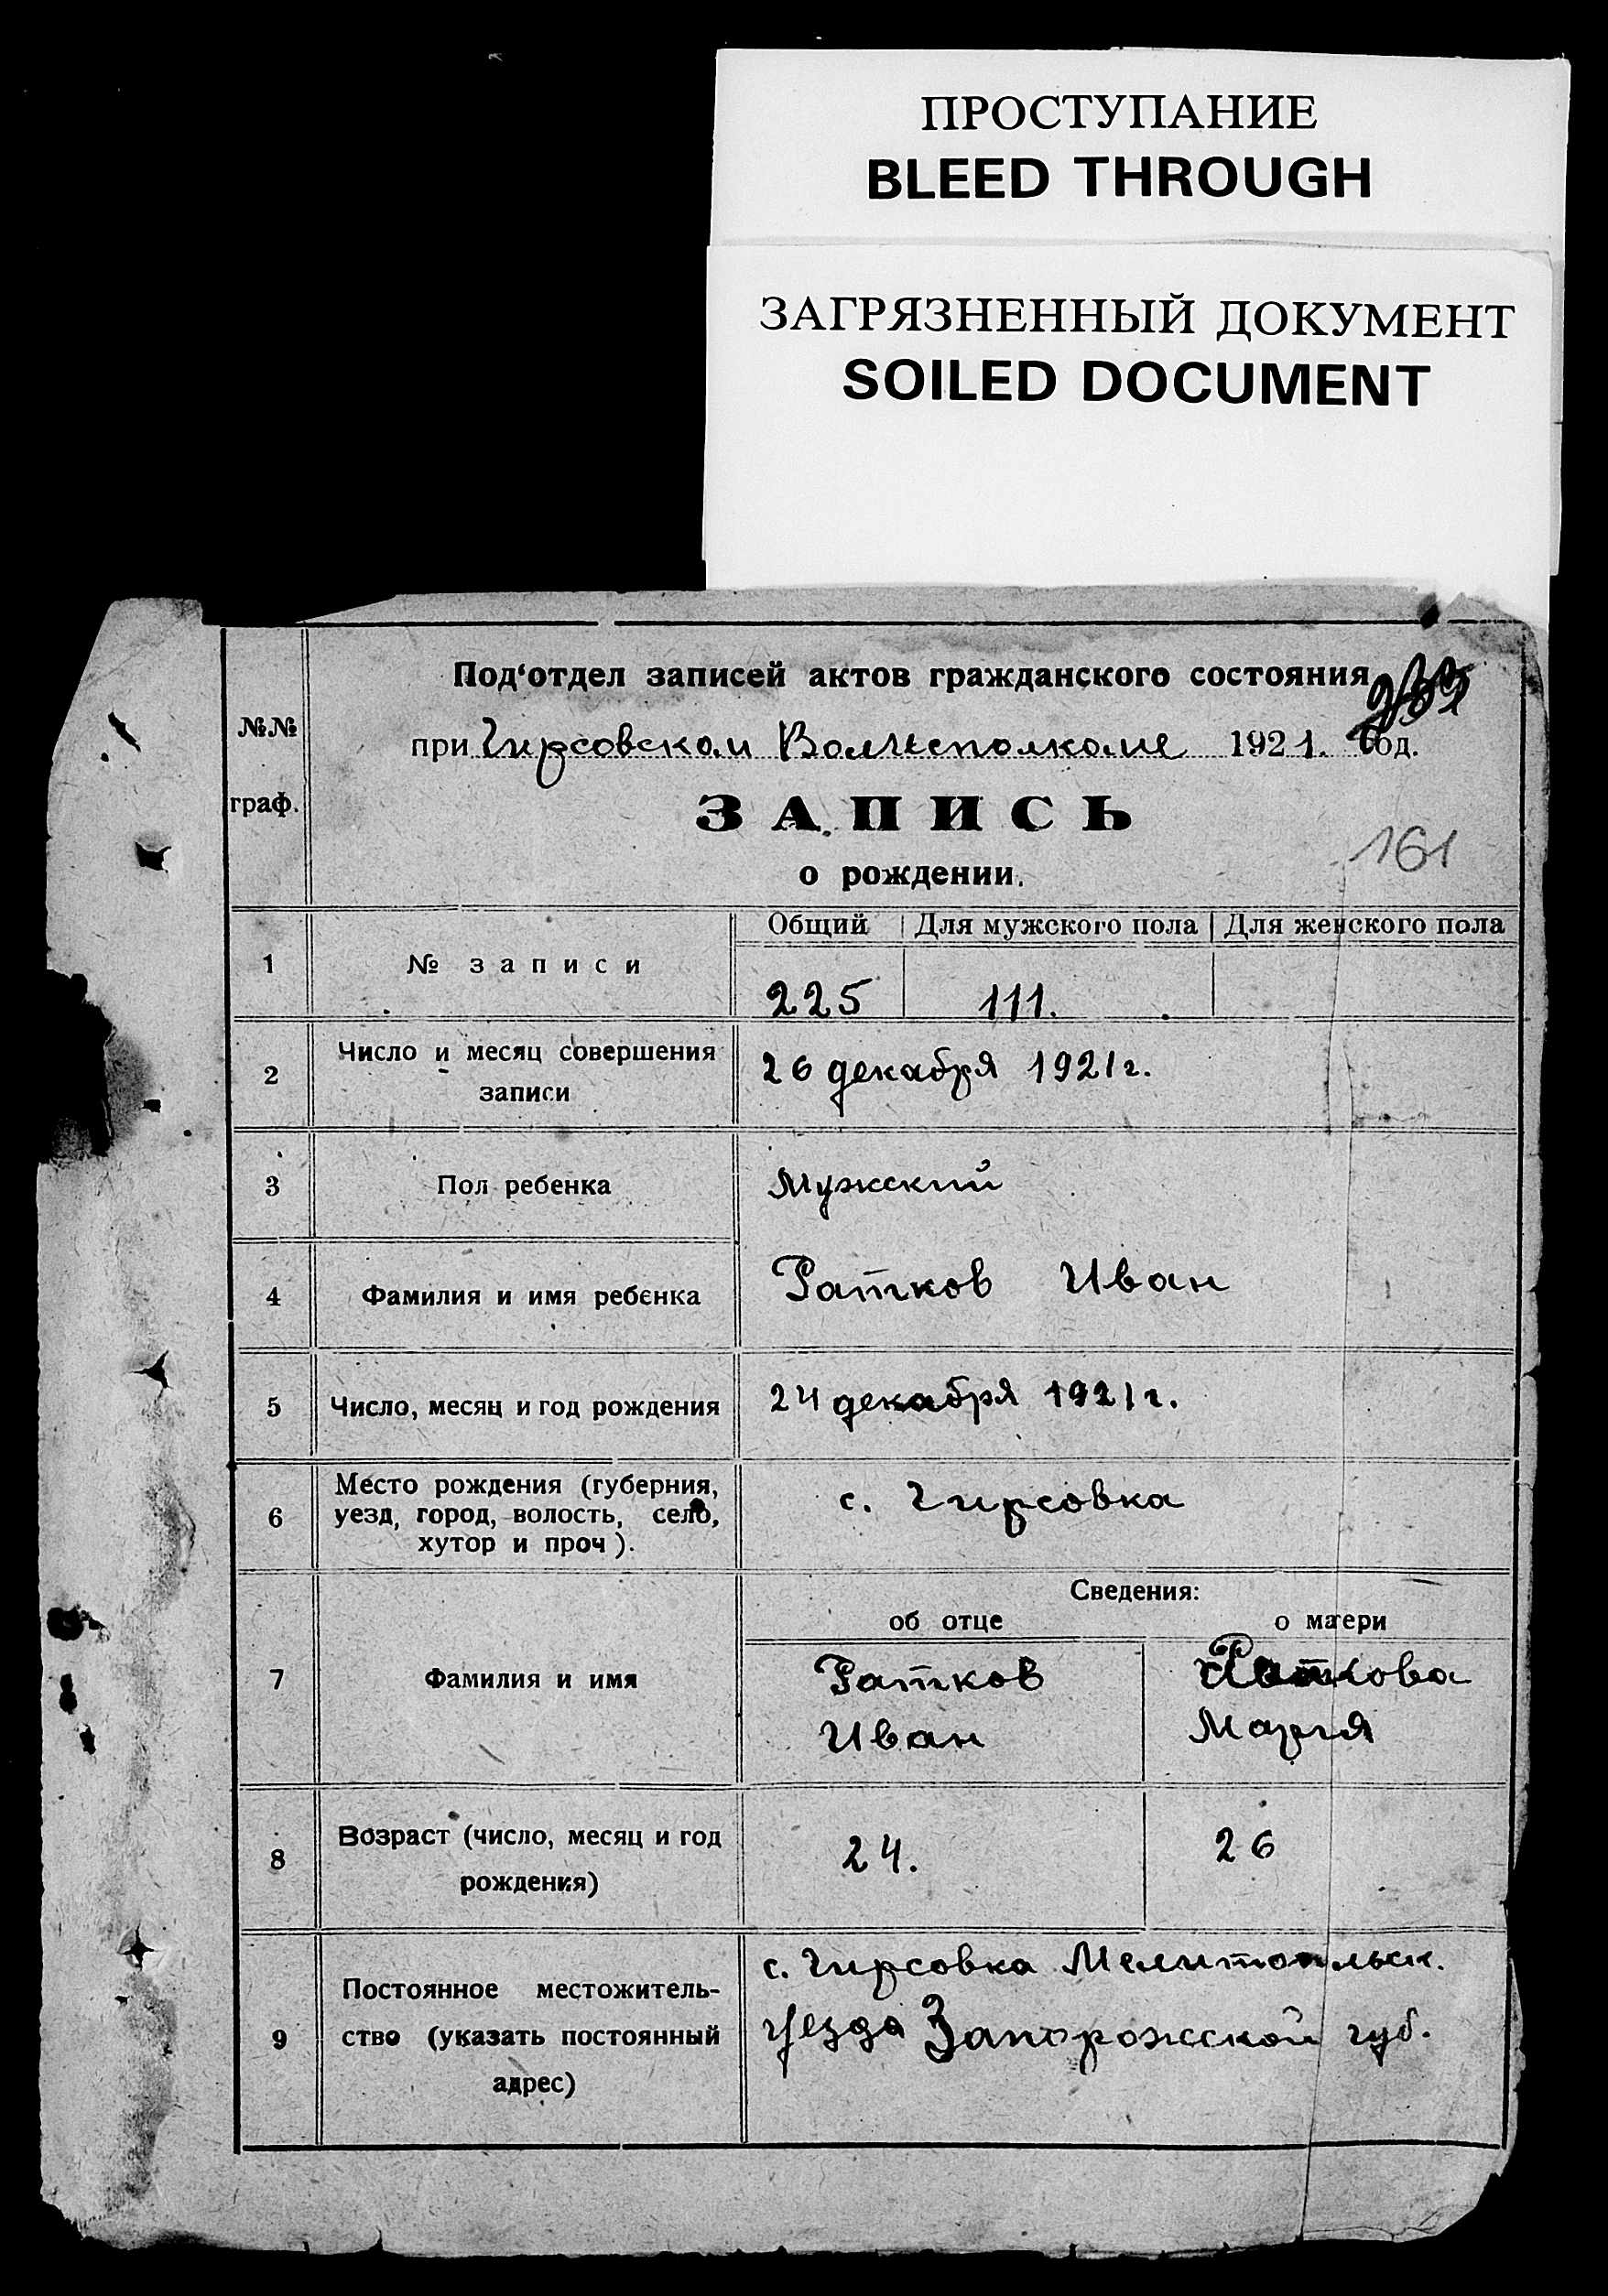 ПРОСТУПАНИЕ
BLEED THROUGH
ЗАГРЯЗНЕННЫЙ ДОКУМЕНТ
SOILED DOCUMENT
Под‘отдел записей актов гражданского состояния
№№
при Гирсовском Волисполкоме 1921. год.
граф.
ЗАПИСЬ
161
о рождении.
Общий Для мужского пола Для женского пола
1 № записи
225 111.
2 Число и месяц совершения записи
26 декабря 1921 г.
3 Пол ребенка Мужский
4 Фамилия и имя ребенка Ратков Иван
5 Число, месяц и год рождения 24 декабря 1921 г.
6 Место рождения (губерния,
уезд, город, волость, село,
хутор и проч).
с. Гирсовка
Сведения:
об отце о матери
7 Фамилия и имя
Ратков Раткова
Иван Мария
8 Возраст (число, месяц и год
рождения)
24. 26
9 Постоянное местожитель-
ство (указать постоянный
адрес)
с. Гирсовка Мелитопольск.
уезда Запорожской губ.